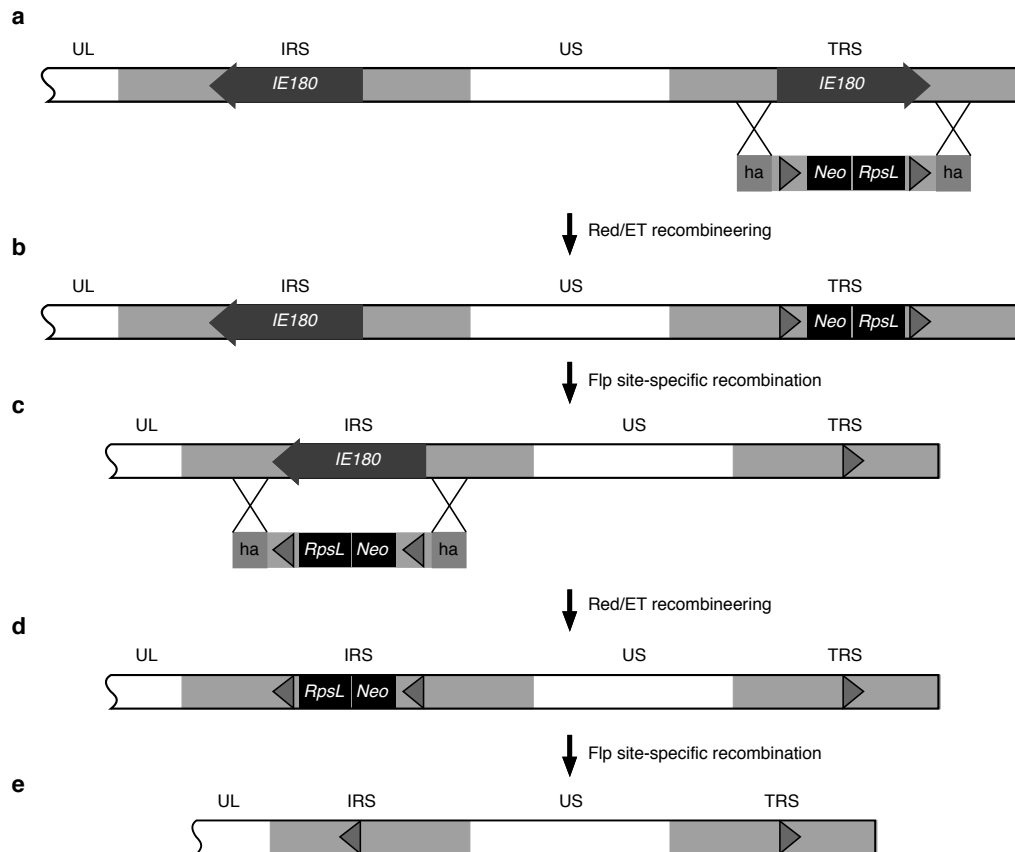 a
UL IRS US TRS
IE180 IE180
ha Neo RpsL ha
Red/ET recombineering
b
UL IRS US TRS
IE180 Neo RpsL
Flp site-specific recombination
c
UL IRS US TRS
IE180
ha RpsL Neo ha
Red/ET recombineering
d
UL IRS US TRS
RpsL Neo
Flp site-specific recombination
e
UL IRS US TRS